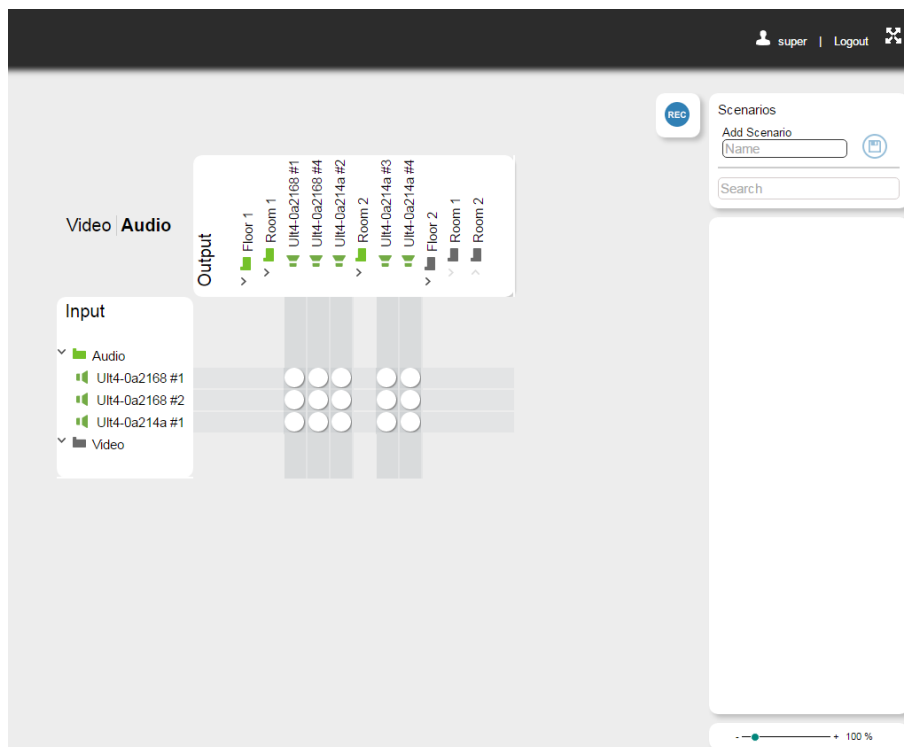 super | Logout
REC
Scenarios
Add Scenario
Name
Search
Video Audio
Output
Floor 1
Room 1
Ult4-0a2168 #1
Ult4-0a2168 #4
Ult4-0a214a #2
Room 2
Ult4-0a214a #3
Ult4-0a214a #4
Floor 2
Room 1
Room 2
Input
Audio
Ult4-0a2168 #1
Ult4-0a2168 #2
Ult4-0a214a #1
Video
- + 100 %